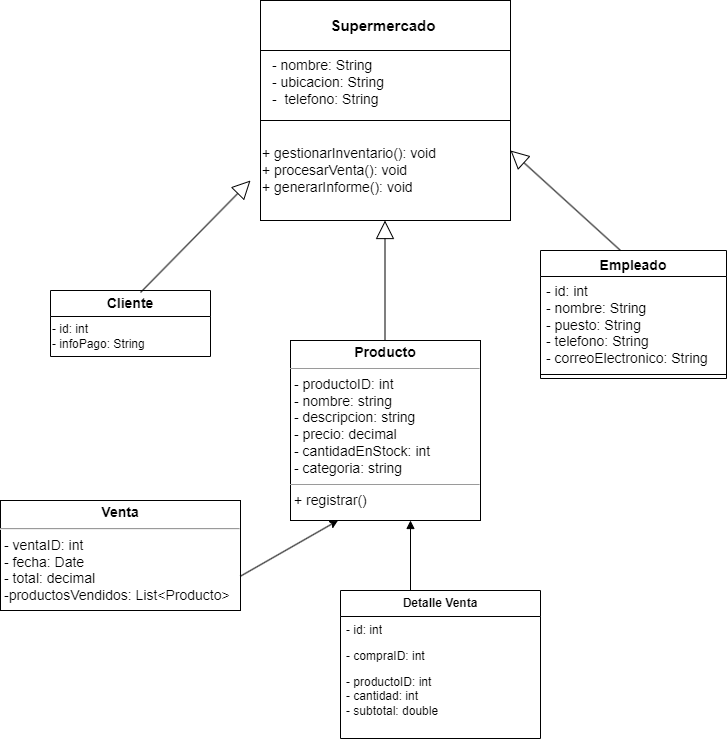 Supermercado
- nombre: String
- ubicacion: String
-  telefono: String
+ gestionarInventario(): void
+ procesarVenta(): void
+ generarInforme(): void
Cliente
- id: int
- infoPago: String
Empleado
- id: int
- nombre: String
- puesto: String
- telefono: String
- correoElectronico: String
Producto
- productoID: int
- nombre: string
- descripcion: string
- precio: decimal
- cantidadEnStock: int
- categoria: string
+ registrar()
Venta
- ventaID: int
- fecha: Date
- total: decimal
-productosVendidos: List<Producto>
Detalle Venta
- id: int
- compraID: int
- productoID: int
- cantidad: int
- subtotal: double